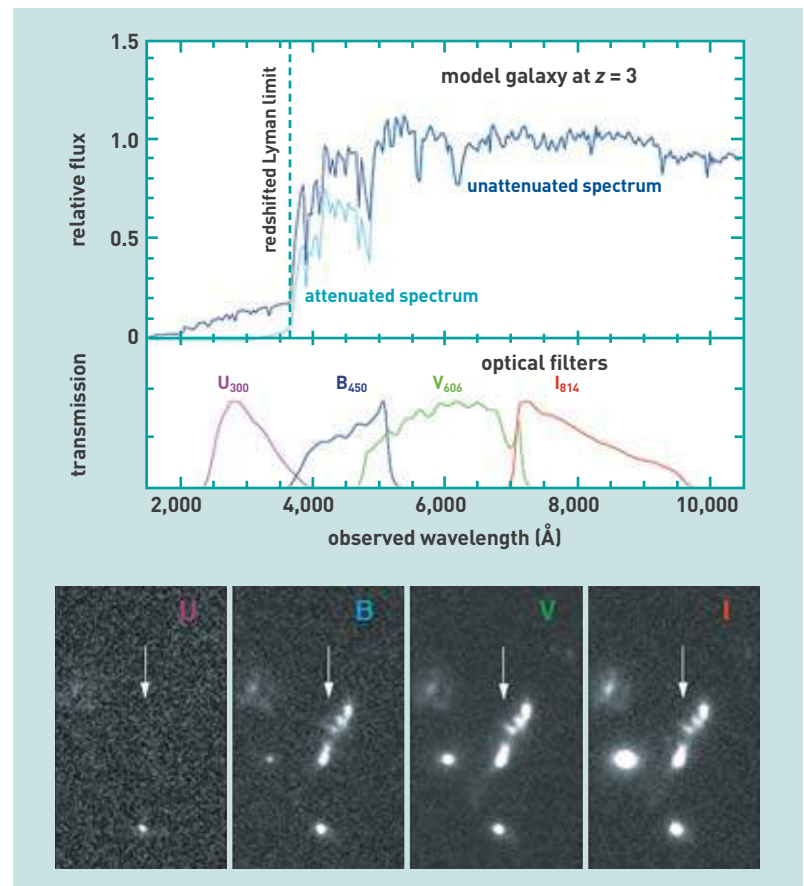 1.5
model galaxy at z = 3
redshifted Lyman limit
relative flux
1.0
unattenuated spectrum
0.5
attenuated spectrum
0
optical filters
U300
B450
V606
I814
transmission
2,000 4,000 6,000 8,000 10,000
observed wavelength (Å)
U B V I